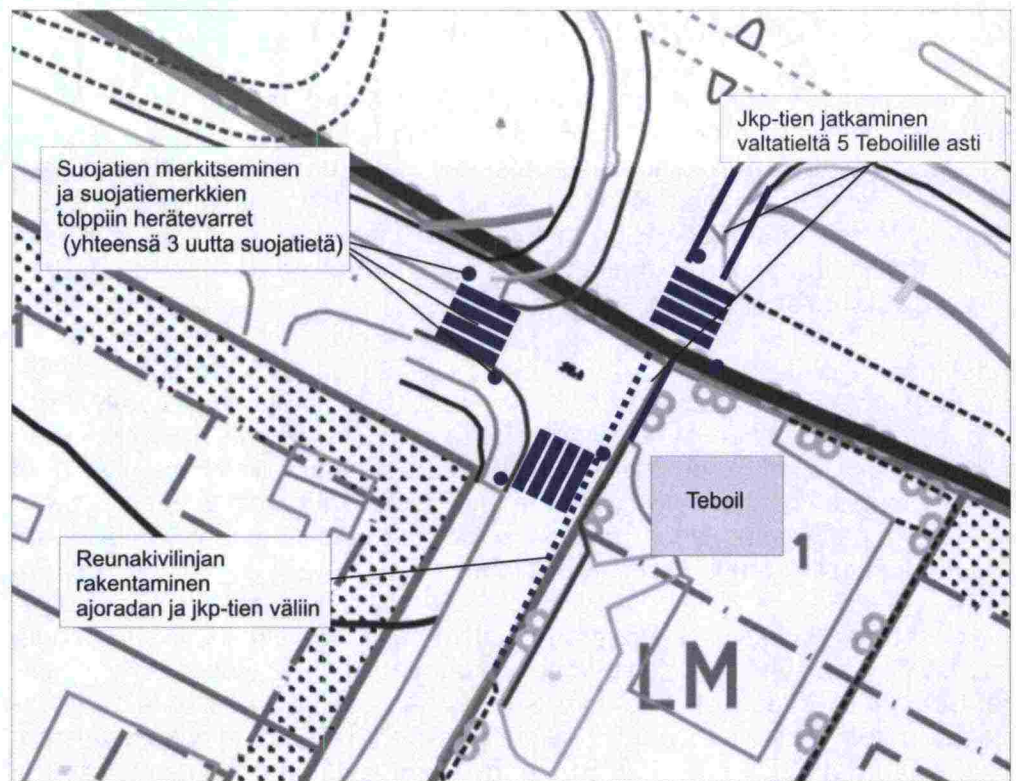 Jkp-tien jatkaminen
valtatieltä 5 Teboilille asti
Suojatien merkitseminen
ja suojatiemerkkien
tolppiin herätevarret
(yhteensä 3 uutta suojatietä)
1
Teboil
1
Reunakivilinjan
rakentaminen
ajoradan ja jkp-tien väliin
LM